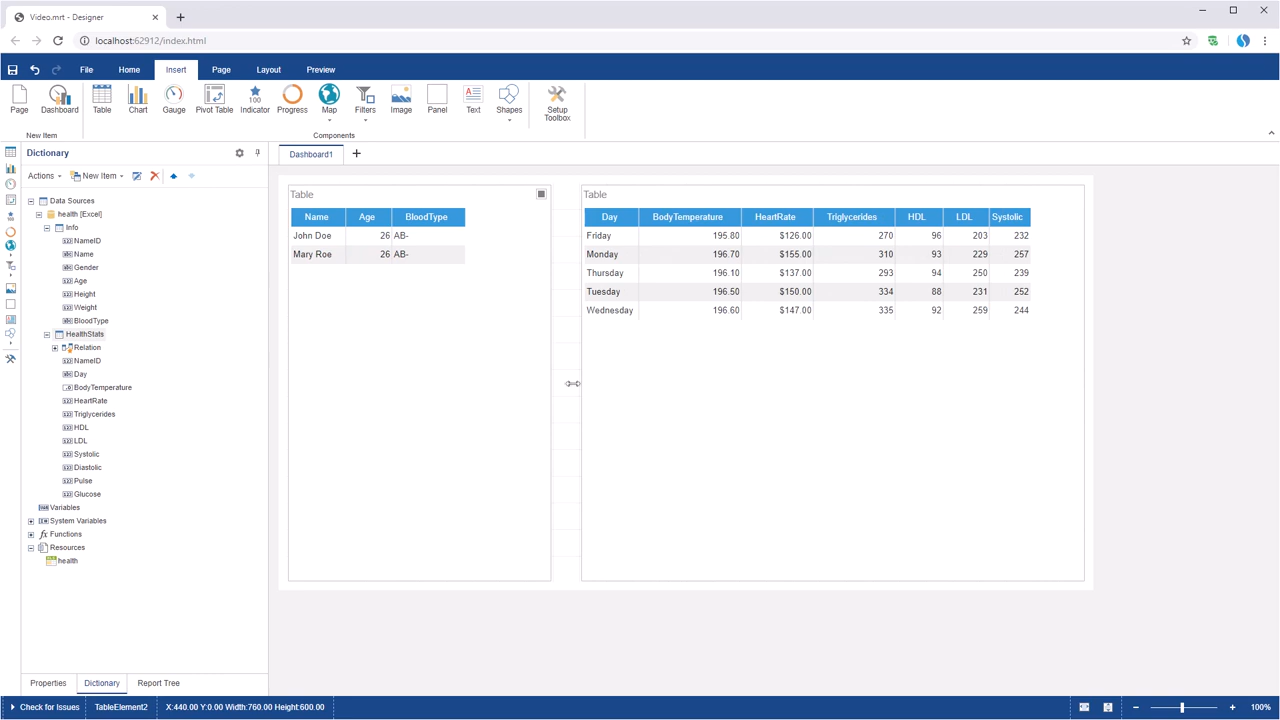 Video.mrt - Designer
localhost:62912/index.html
File Home Insert Page Layout Preview
Page Dashboard Table Chart Gauge Pivot Table 100 Indicator Progress Map Filters Image Panel Text Shapes Setup Toolbox
New Item Components
Dictionary
Actions New Item
Data Sources
health [Excel]
Info
NameID
Name
Gender
Age
Height
Weight
BloodType
HealthStats
Relation
NameID
Day
BodyTemperature
HeartRate
Triglycerides
HDL
LDL
Systolic
Diastolic
Pulse
Glucose
Variables
System Variables
fx Functions
Resources
health
Properties Dictionary Report Tree
Dashboard1
Table
Name Age BloodType
John Doe 26 AB-
Mary Roe 26 AB-
Table
Day BodyTemperature HeartRate Triglycerides HDL LDL Systolic
Friday 195.80 $126.00 270 96 203 232
Monday 196.70 $155.00 310 93 229 257
Thursday 196.10 $137.00 293 94 250 239
Tuesday 196.50 $150.00 334 88 231 252
Wednesday 196.60 $147.00 335 92 259 244
Check for Issues TableElement2 X:440.00 Y:0.00 Width:760.00 Height:600.00 100%